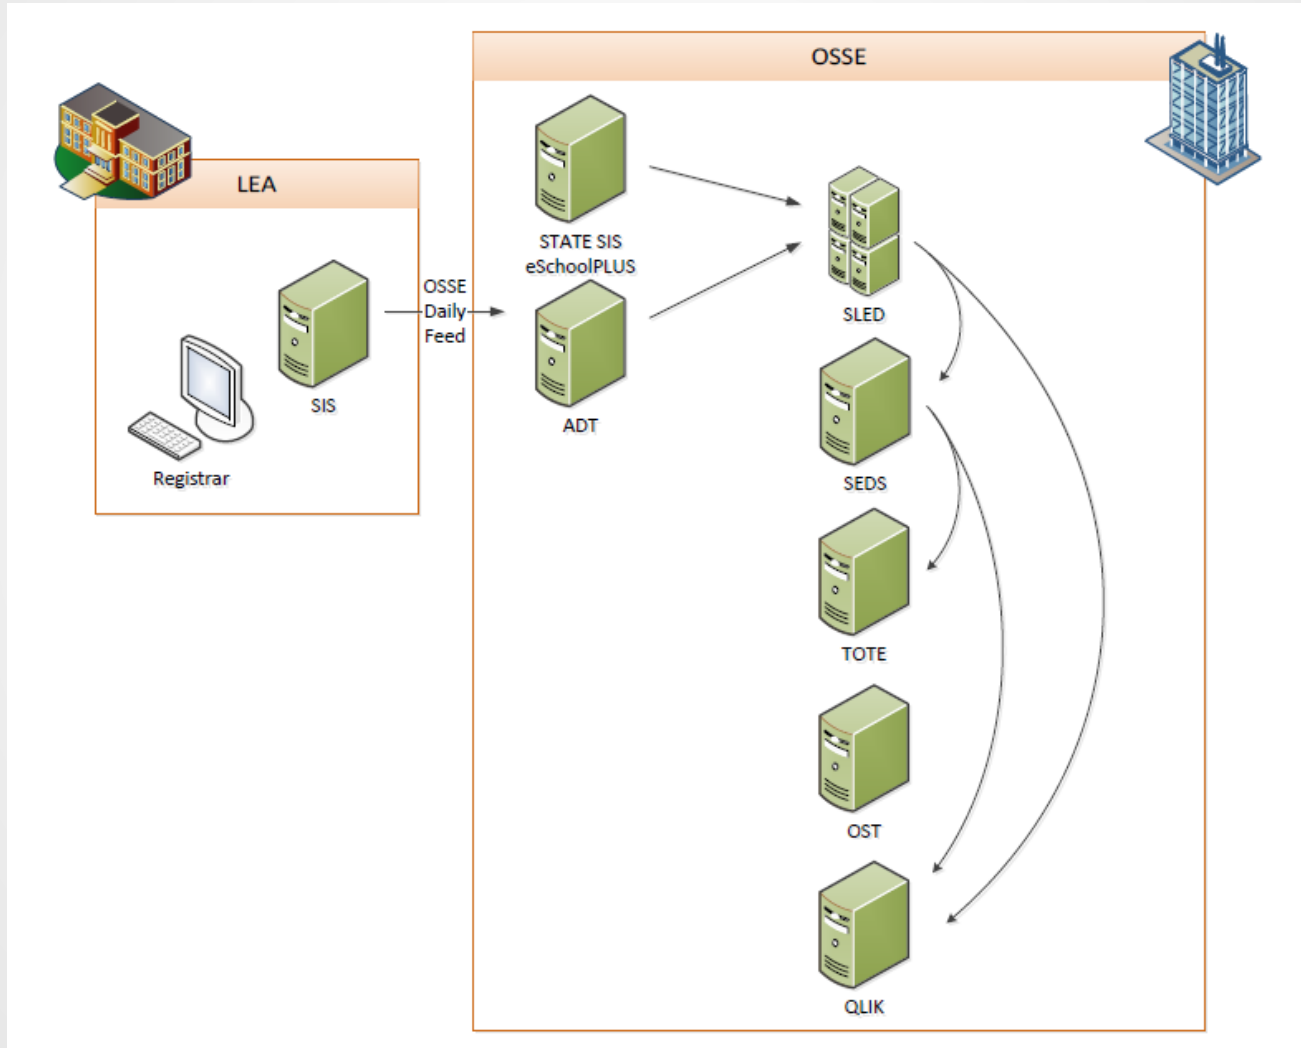 OSSE
LEA
STATE SIS
eSchoolPLUS
OSSE
Daily
Feed
SLED
SIS
ADT
Registrar
SEDS
TOTE
OST
QLIK